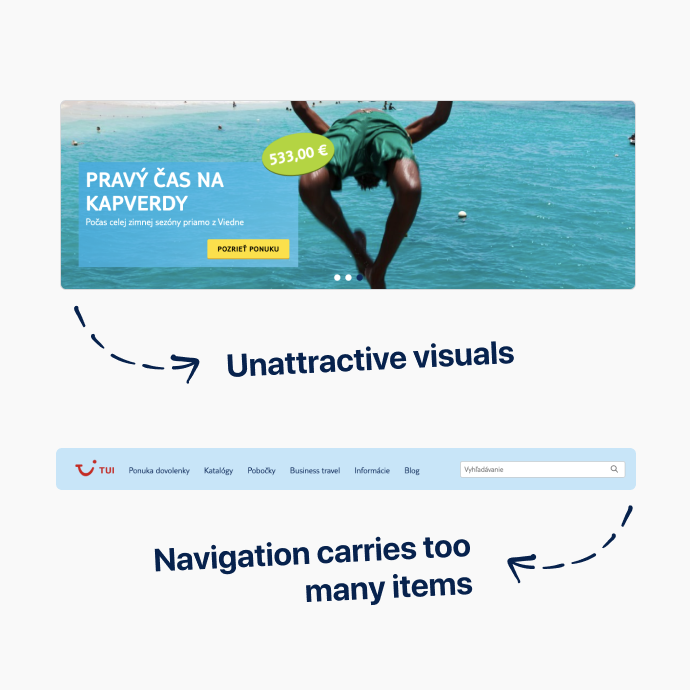 533,00 €
PRAVÝ ČAS NA
KAPVERDY
Počas celej zimnej sezóny priamo z Viedne
POZRIEŤ PONUKU
Unattractive visuals
TUI Ponuka dovolenky Katalógy Pobočky Business travel Informácie Blog Vyhľadávanie
Navigation carries too
many items